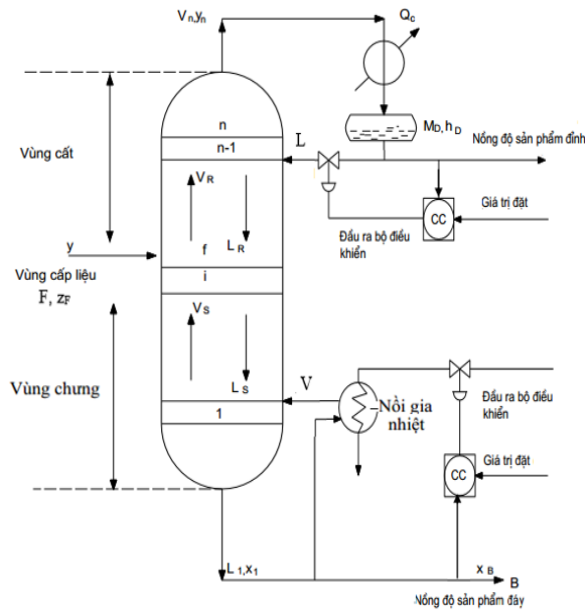 Vn,yn
Qc
n
n-1
L
MD,hD
Nồng độ sản phẩm đỉnh
Vùng cất
VR
LR
CC
Giá trị đặt
Đầu ra bộ điều
khiển
y
f
Vùng cấp liệu
F, zF
i
VS
LS
Vùng chưng
V
1
Nồi gia
nhiệt
Đầu ra bộ điều
khiển
Giá trị đặt
CC
L1,x1
xB
B
Nồng độ sản phẩm đáy